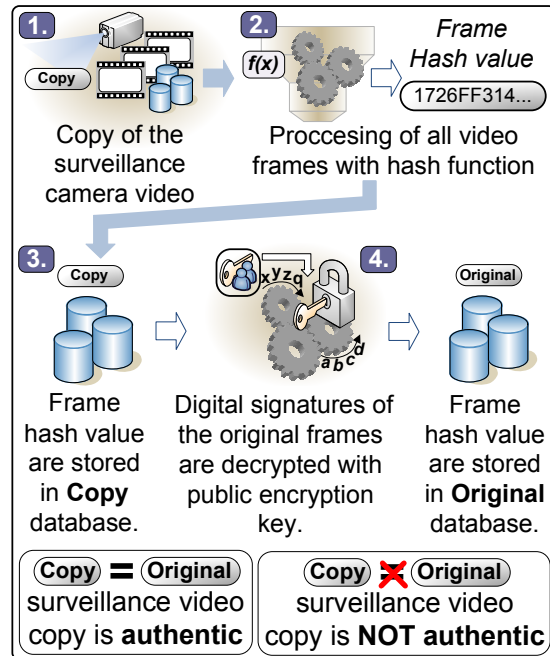 1.
Copy
Copy of the
surveillance
camera video
2.
f(x)
Proccesing of all video
frames with hash function
Frame
Hash value
1726FF314...
3.
Copy
Frame
hash value
are stored
in Copy
database.
4.
xyzq
abcd
Digital signatures of
the original frames
are decrypted with
public encryption
key.
Original
Frame
hash value
are stored
in Original
database.
Copy = Original
surveillance video
copy is authentic
Copy = Original
surveillance video
copy is NOT authentic